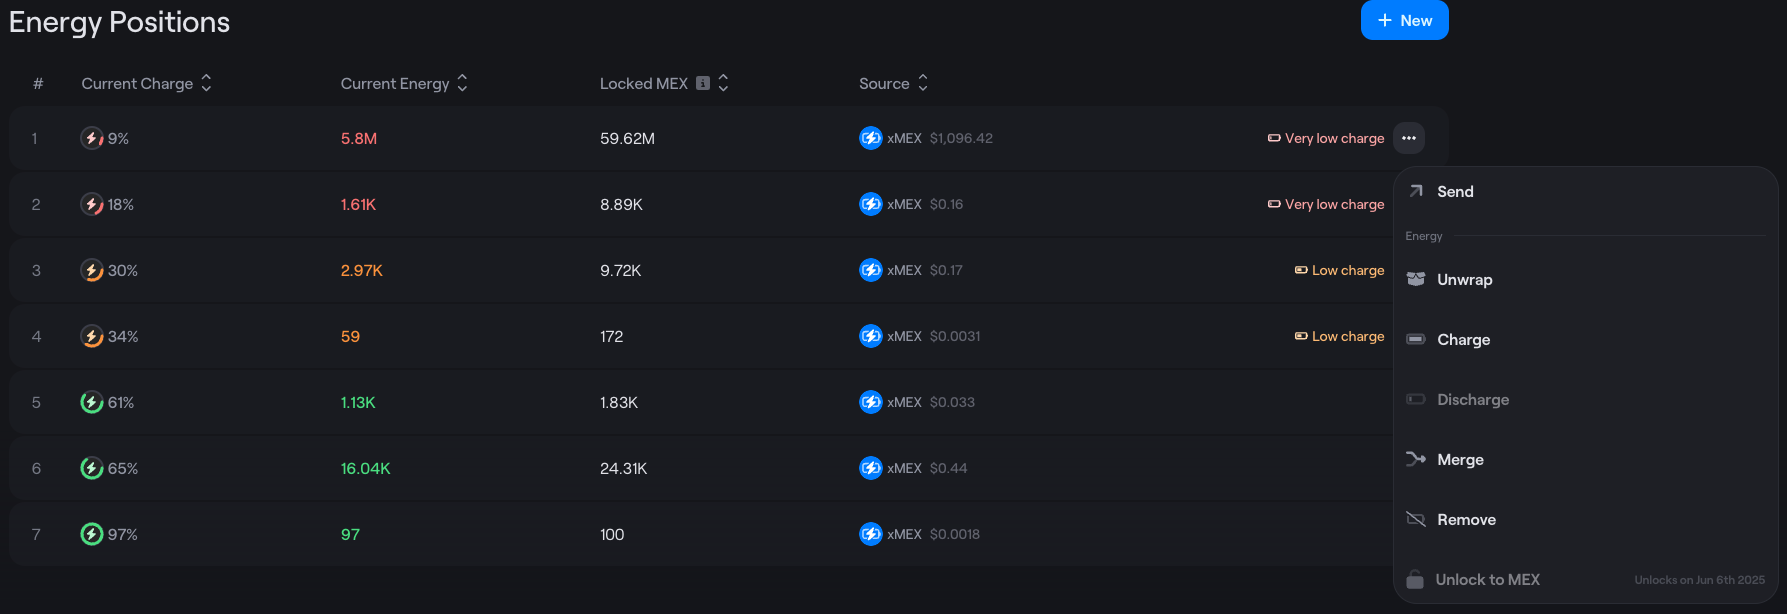 Energy Positions
+ New
# Current Charge Current Energy Locked MEX i Source
1 9% 5.8M 59.62M xMEX $1,096.42 Very low charge ...
2 18% 1.61K 8.89K xMEX $0.16 Very low charge
3 30% 2.97K 9.72K xMEX $0.17 Low charge
4 34% 59 172 xMEX $0.0031 Low charge
5 61% 1.13K 1.83K xMEX $0.033
6 65% 16.04K 24.31K xMEX $0.44
7 97% 97 100 xMEX $0.0018
Send
Energy
Unwrap
Charge
Discharge
Merge
Remove
Unlock to MEX Unlocks on Jun 6th 2025